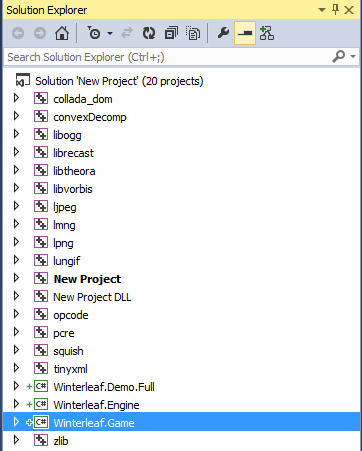 Solution Explorer
Search Solution Explorer (Ctrl+;)
Solution 'New Project' (20 projects)
collada_dom
convexDecomp
libogg
librecast
libtheora
libvorbis
ljpeg
lmng
lpng
lungif
New Project
New Project DLL
opcode
pcre
squish
tinyxml
C# Winterleaf.Demo.Full
C# Winterleaf.Engine
C# Winterleaf.Game
zlib